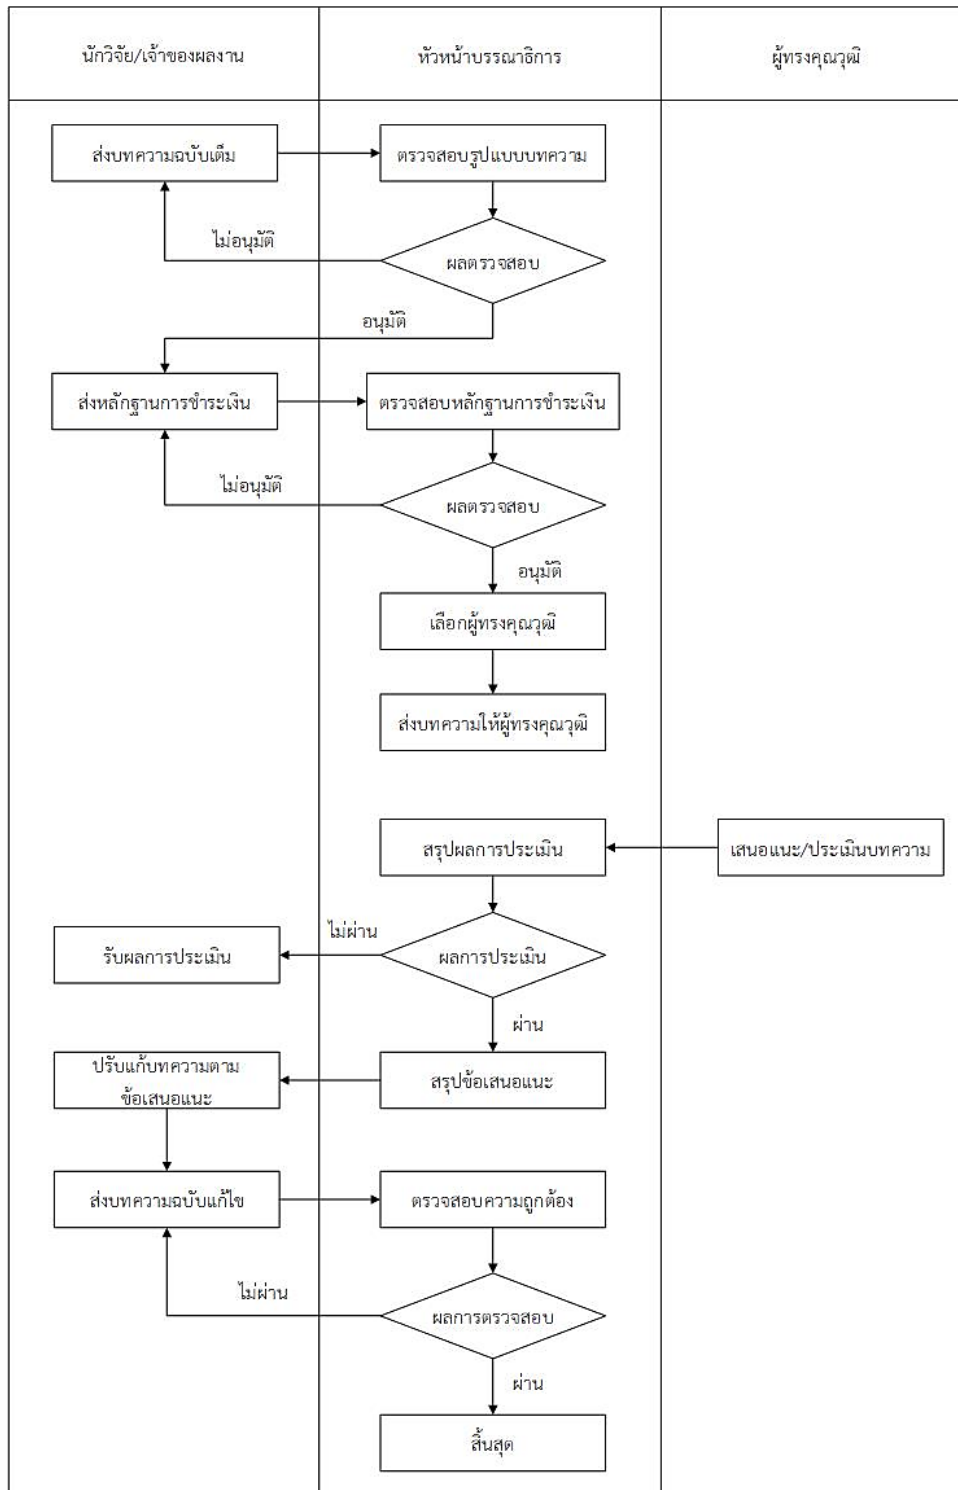 นักวิจัย/เจ้าของผลงาน
หัวหน้าบรรณาธิการ
ผู้ทรงคุณวุฒิ
ส่งบทความฉบับเต็ม
ตรวจสอบรูปแบบบทความ
ไม่อนุมัติ
ผลตรวจสอบ
อนุมัติ
ส่งหลักฐานการชำระเงิน
ตรวจสอบหลักฐานการชำระเงิน
ไม่อนุมัติ
ผลตรวจสอบ
อนุมัติ
เลือกผู้ทรงคุณวุฒิ
ส่งบทความให้ผู้ทรงคุณวุฒิ
สรุปผลการประเมิน
เสนอแนะ/ประเมินบทความ
ไม่ผ่าน
รับผลการประเมิน
ผลการประเมิน
ผ่าน
ปรับแก้บทความตาม
ข้อเสนอแนะ
สรุปข้อเสนอแนะ
ส่งบทความฉบับแก้ไข
ตรวจสอบความถูกต้อง
ไม่ผ่าน
ผลการตรวจสอบ
ผ่าน
สิ้นสุด